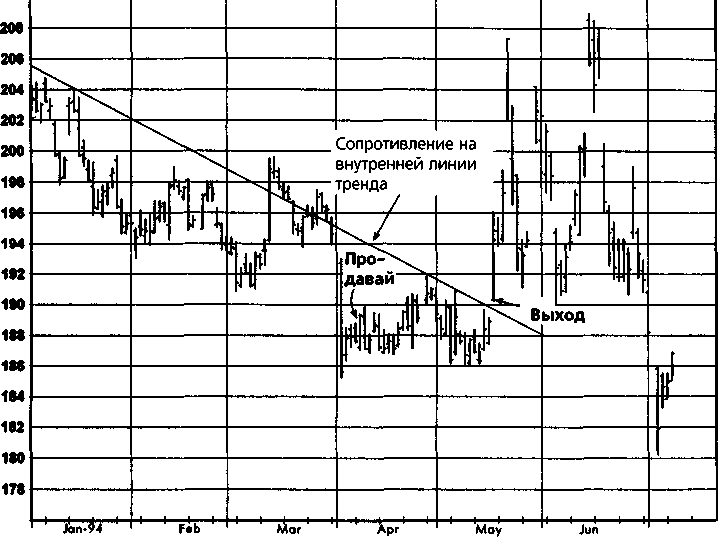 208
206
204
202
200
198
196
194
192
190
188
186
184
182
180
178
Сопротивление на
внутренней линии
тренда
Про-
давай
Выход
Jan-94 Feb Mar Apr May Jun